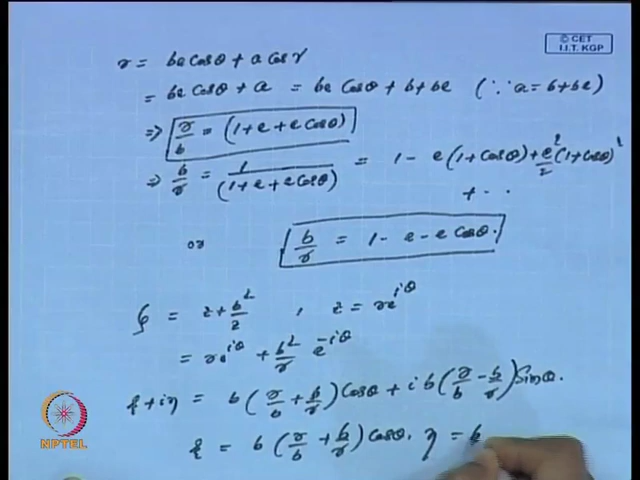 © CET
I.I.T. KGP
r = be Cosθ + a Cos γ
= be Cosθ + a = be Cosθ + b + be (∵ a = b + be)
⇒ r/b = (1 + e + e Cosθ)
⇒ b/r = 1/(1 + e + e Cosθ) = 1 - e(1 + Cosθ) + e²/2 (1 + Cosθ)² + ··
or b/r = 1 - e - e Cosθ.
ζ = z + b²/z , z = re^{iθ}
= re^{iθ} + b²/r e^{-iθ}
ξ + iη = b(r/b + b/r) Cosθ + i b(r/b - b/r) Sinθ.
ξ = b(r/b + b/r) Cosθ. η = b
NPTEL